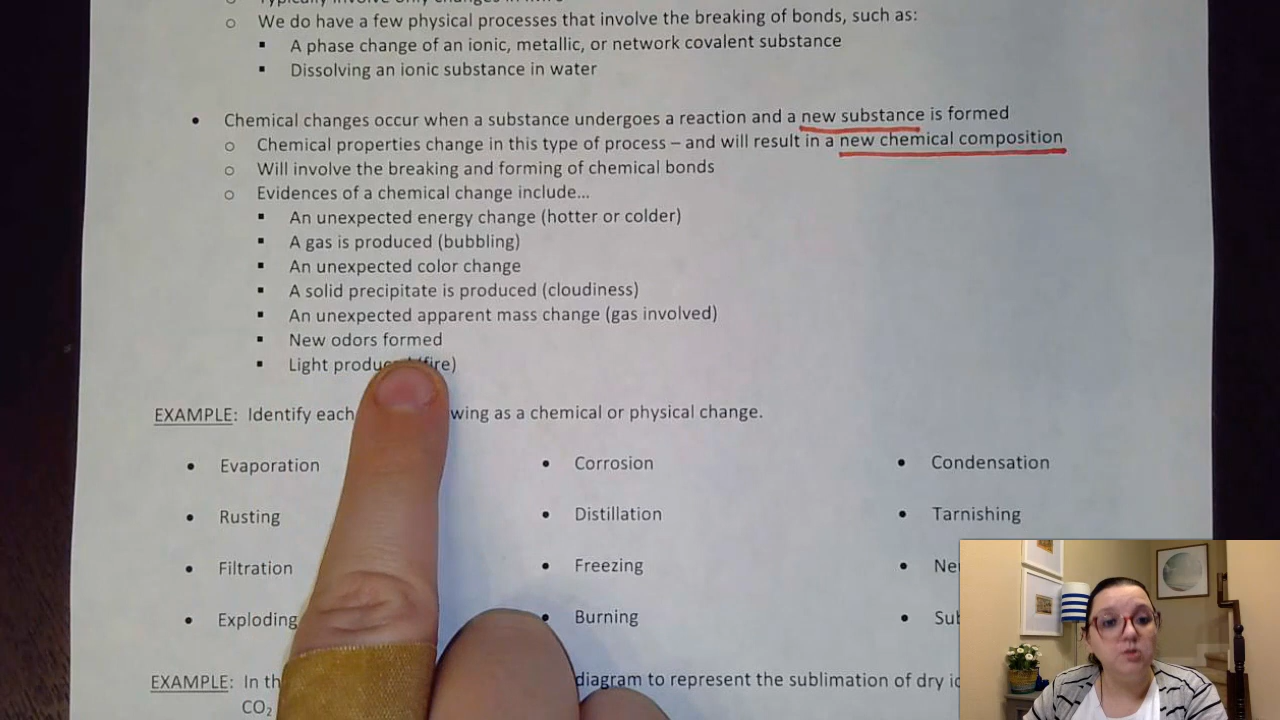 We do have a few physical processes that involve the breaking of bonds, such as:
A phase change of an ionic, metallic, or network covalent substance
Dissolving an ionic substance in water
Chemical changes occur when a substance undergoes a reaction and a new substance is formed
Chemical properties change in this type of process – and will result in a new chemical composition
Will involve the breaking and forming of chemical bonds
Evidences of a chemical change include...
An unexpected energy change (hotter or colder)
A gas is produced (bubbling)
An unexpected color change
A solid precipitate is produced (cloudiness)
An unexpected apparent mass change (gas involved)
New odors formed
Light (fire)
EXAMPLE: Identify each as a chemical or physical change.
Evaporation Corrosion Condensation
Rusting Distillation Tarnishing
Filtration Freezing
Exploding Burning
EXAMPLE: In diagram to represent the sublimation of dry
CO₂